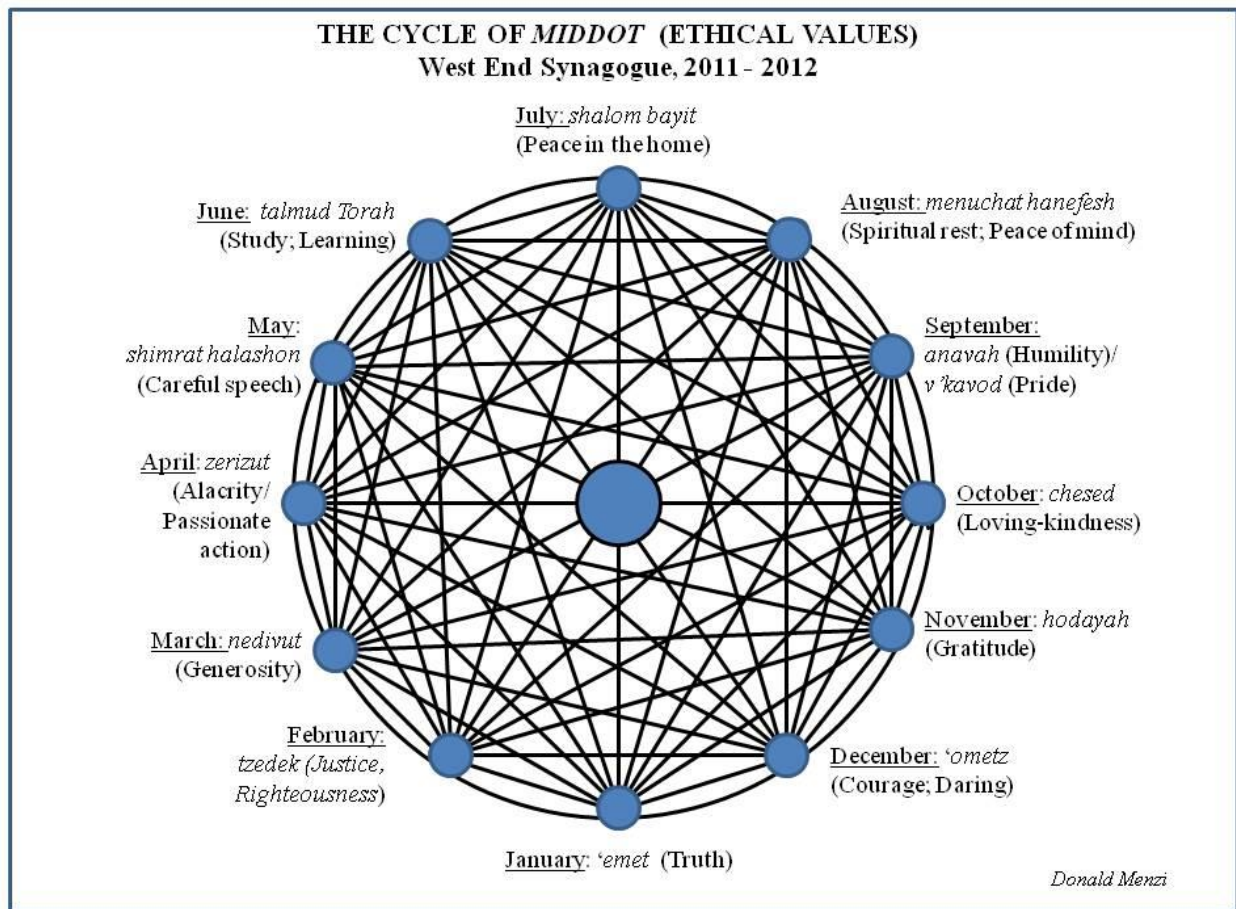 THE CYCLE OF MIDDOT (ETHICAL VALUES)
West End Synagogue, 2011 - 2012
July: shalom bayit
(Peace in the home)
August: menuchat hanefesh
(Spiritual rest; Peace of mind)
September:
anavah (Humility)/
v'kavod (Pride)
October: chesed
(Loving-kindness)
November: hodayah
(Gratitude)
December: ‘ometz
(Courage; Daring)
January: ‘emet (Truth)
February:
tzedek (Justice,
Righteousness)
March: nedivut
(Generosity)
April: zerizut
(Alacrity/
Passionate
action)
May:
shimrat halashon
(Careful speech)
June: talmud Torah
(Study; Learning)
Donald Menzi